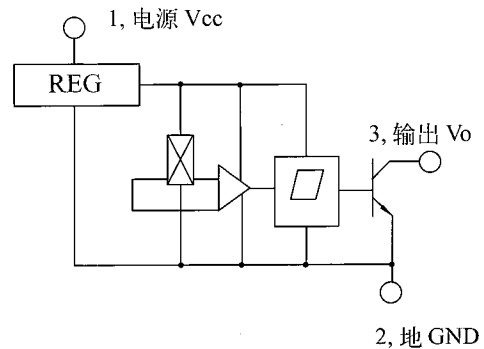 1, 电源 Vcc
REG
3, 输出 Vo
2, 地 GND